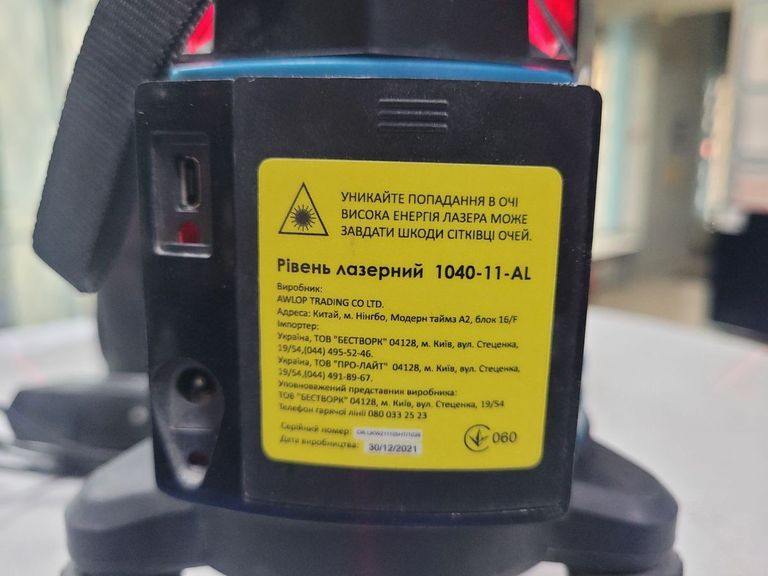 УНИКАЙТЕ ПОПАДАННЯ В ОЧІ
ВИСОКА ЕНЕРГІЯ ЛАЗЕРА МОЖЕ
ЗАВДАТИ ШКОДИ СІТКІВЦІ ОЧЕЙ.
Рівень лазерний 1040-11-AL
Виробник:
AWLOP TRADING CO LTD.
Адреса: Китай, м. Нінгбо, Модерн таймз А2, блок 16/F
Імпортер:
Україна, ТОВ "БЕСТВОРК" 04128, м. Київ, вул. Стеценка,
19/54,(044) 495-52-46.
Україна, ТОВ "ПРО-ЛАЙТ" 04128, м. Київ, вул. Стеценка,
19/54,(044) 491-89-67.
Уповноважений представник виробника:
ТОВ "БЕСТВОРК" 04128, м. Київ, вул. Стеценка, 19/54
Телефон гарячої лінії 080 033 25 23
Серійний номер:
Дата виробництва: 30/12/2021
060